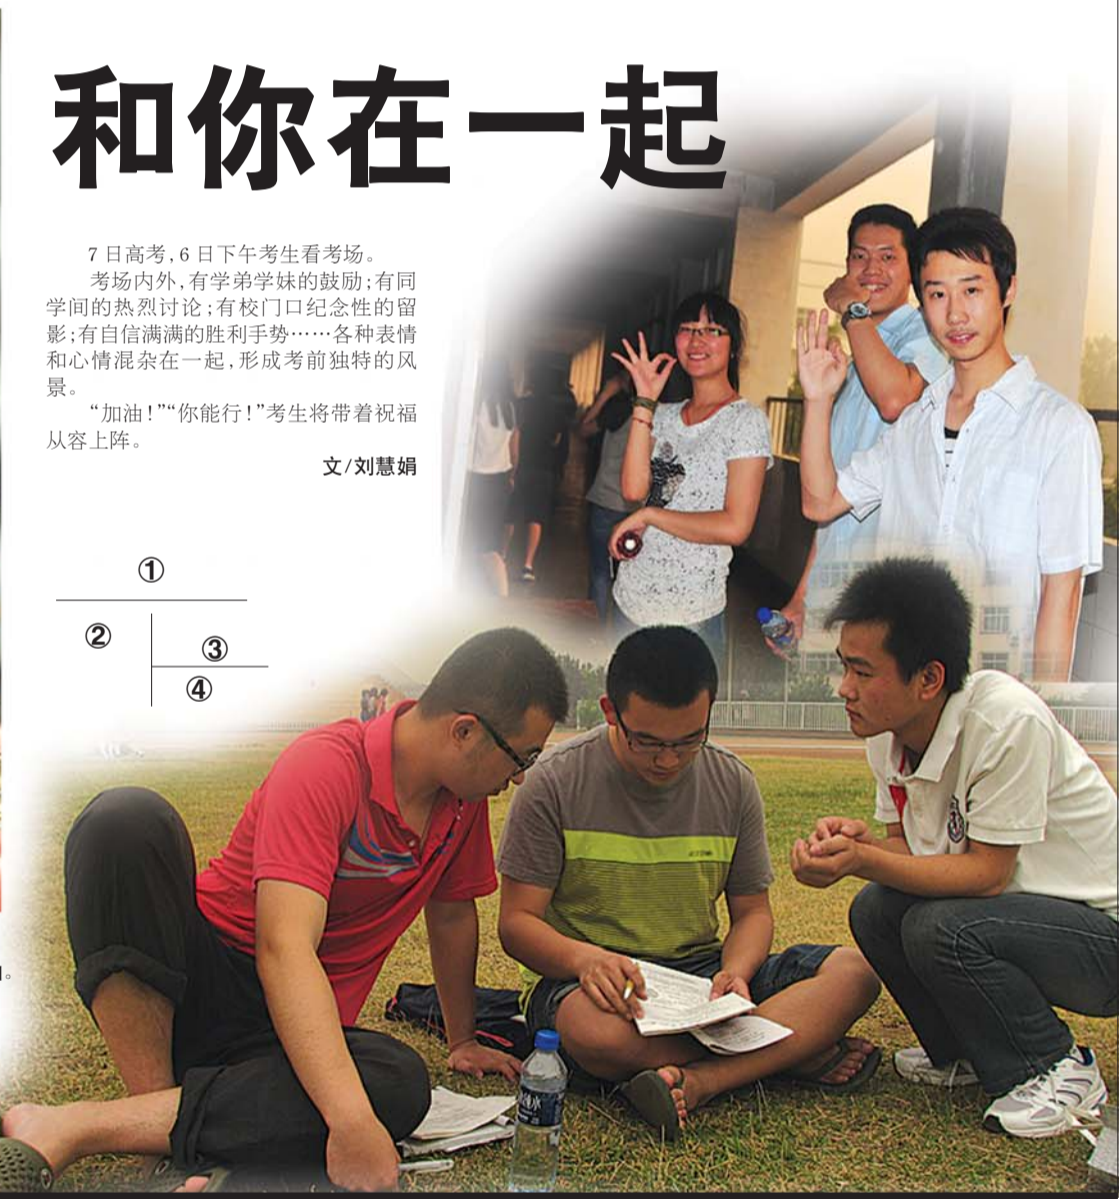 和你在一起
7日高考，6日下午考生看考场。
考场内外，有学弟学妹的鼓励；有同
学间的热烈讨论；有校门口纪念性的留
影；有自信满满的胜利手势……各种表情
和心情混杂在一起，形成考前独特的风
景。
“加油！”“你能行！”考生将带着祝福
从容上阵。
文/刘慧娟
①
②
③
④